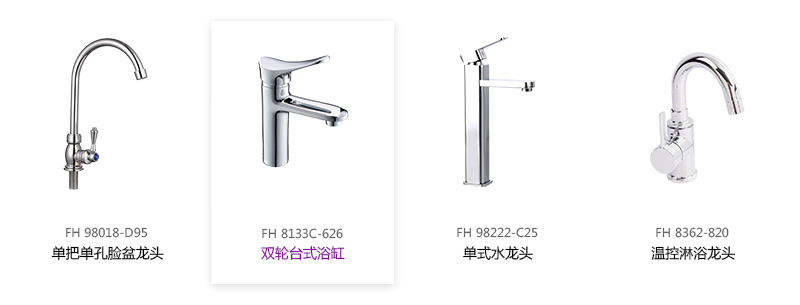 FH 98018-D95
单把单孔脸盆龙头
FH 8133C-626
双轮台式浴缸
FH 98222-C25
单式水龙头
FH 8362-820
温控淋浴龙头